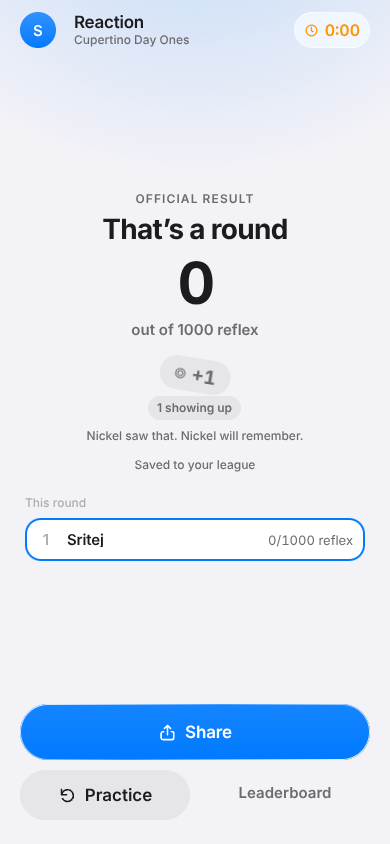 S
Reaction
Cupertino Day Ones
0:00
OFFICIAL RESULT
That’s a round
0
out of 1000 reflex
+1
1 showing up
Nickel saw that. Nickel will remember.
Saved to your league
This round
1 Sritej 0/1000 reflex
Share
Practice
Leaderboard